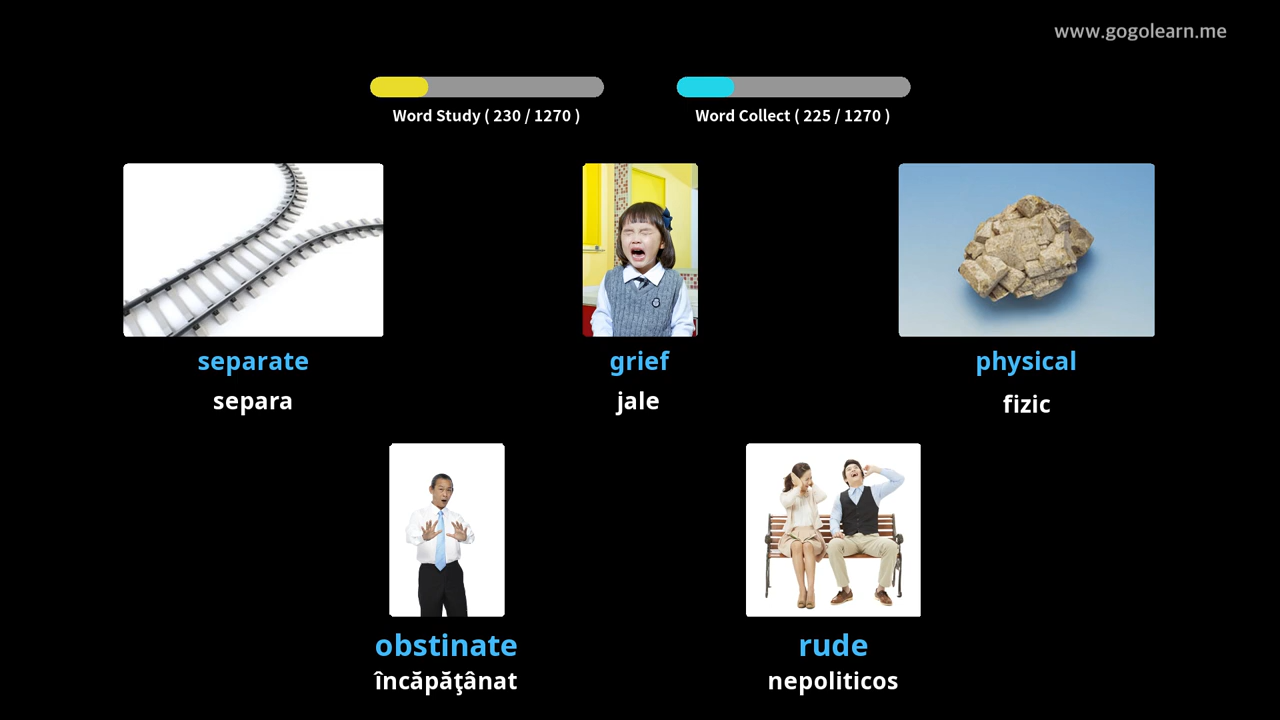 www.gogolearn.me
Word Study ( 230 / 1270 )
Word Collect ( 225 / 1270 )
separate
separa
grief
jale
physical
fizic
obstinate
încăpăţânat
rude
nepoliticos